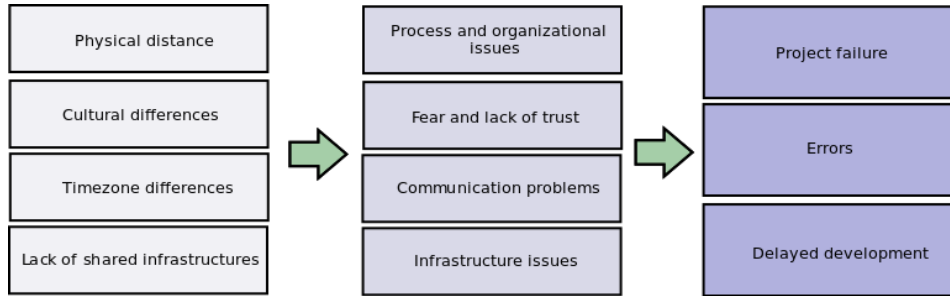 Physical distance
Cultural differences
Timezone differences
Lack of shared infrastructures
Process and organizational
issues
Fear and lack of trust
Communication problems
Infrastructure issues
Project failure
Errors
Delayed development